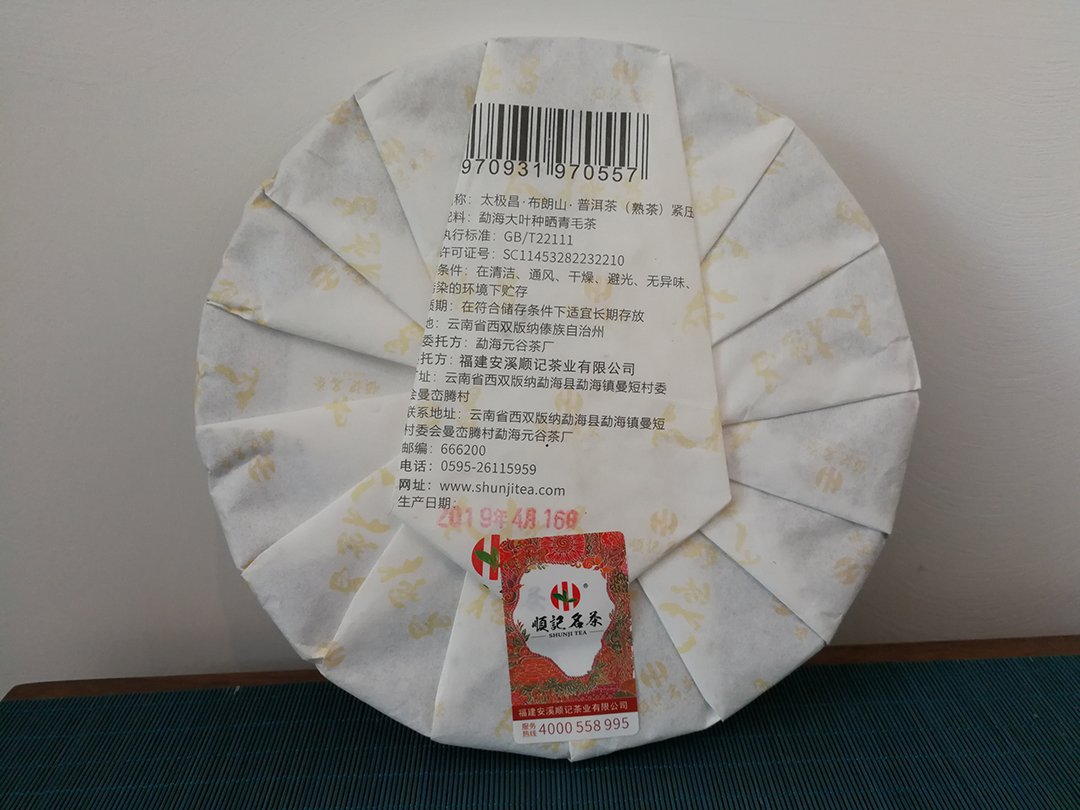 970931 970557
称：太极昌·布朗山·普洱茶（熟茶）紧压
料：勐海大叶种晒青毛茶
执行标准：GB/T22111
许可证号：SC11453282232210
条件：在清洁、通风、干燥、避光、无异味、
染的环境下贮存
质期：在符合储存条件下适宜长期存放
地：云南省西双版纳傣族自治州
委托方：勐海元谷茶厂
托方：福建安溪顺记茶业有限公司
址：云南省西双版纳勐海县勐海镇曼短村委
会曼峦腾村
联系地址：云南省西双版纳勐海县勐海镇曼短
村委会曼峦腾村勐海元谷茶厂
邮编：666200
电话：0595-26115959
网址：www.shunjitea.com
生产日期：
2019年4月16日
順記名茶
SHUNJI TEA
福建安溪顺记茶业有限公司
服务热线 4000 558 995